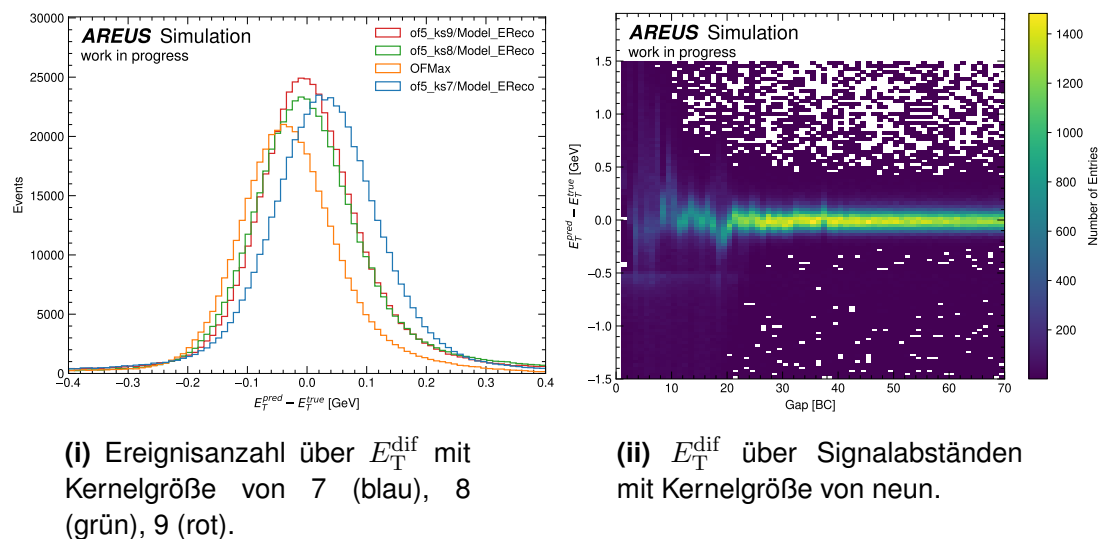 AREUS Simulation
work in progress
of5_ks9/Model_EReco
of5_ks8/Model_EReco
OFMax
of5_ks7/Model_EReco
30000
25000
20000
15000
10000
5000
0
Events
−0.4 −0.3 −0.2 −0.1 0.0 0.1 0.2 0.3 0.4
E_T^{pred} − E_T^{true} [GeV]
AREUS Simulation
work in progress
1.5
1.0
0.5
0.0
−0.5
−1.0
−1.5
E_T^{pred} − E_T^{true} [GeV]
0 10 20 30 40 50 60 70
Gap [BC]
1400
1200
1000
800
600
400
200
Number of Entries
(i) Ereignisanzahl über E_T^{dif} mit
Kernelgröße von 7 (blau), 8
(grün), 9 (rot).
(ii) E_T^{dif} über Signalabständen
mit Kernelgröße von neun.